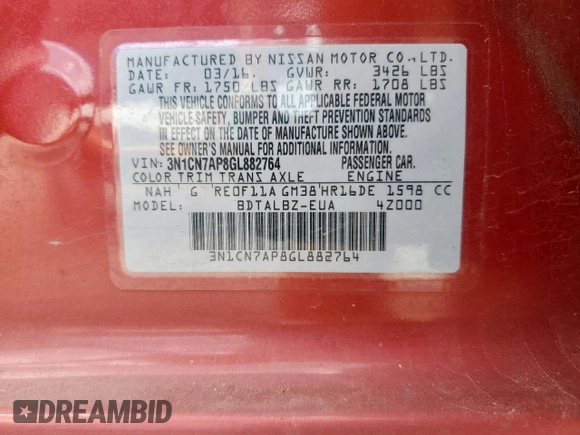 MANUFACTURED BY NISSAN MOTOR CO., LTD.
DATE: 03/16. GVWR: 3426 LBS
GAWR FR: 1750 LBS GAWR RR: 1708 LBS
THIS VEHICLE CONFORMS TO ALL APPLICABLE FEDERAL MOTOR
VEHICLE SAFETY, BUMPER AND THEFT PREVENTION STANDARDS
IN EFFECT ON THE DATE OF MANUFACTURE SHOWN ABOVE.
SEE OWNER'S MANUAL FOR ADDITIONAL INFORMATION.
VIN: 3N1CN7AP8GL882764 PASSENGER CAR.
COLOR TRIM TRANS AXLE ENGINE
NAH G RE0F11A GM38 HR16DE 1598 CC
MODEL: BDTALBZ-EUA 4Z000
3N1CN7AP8GL882764
DREAMBID